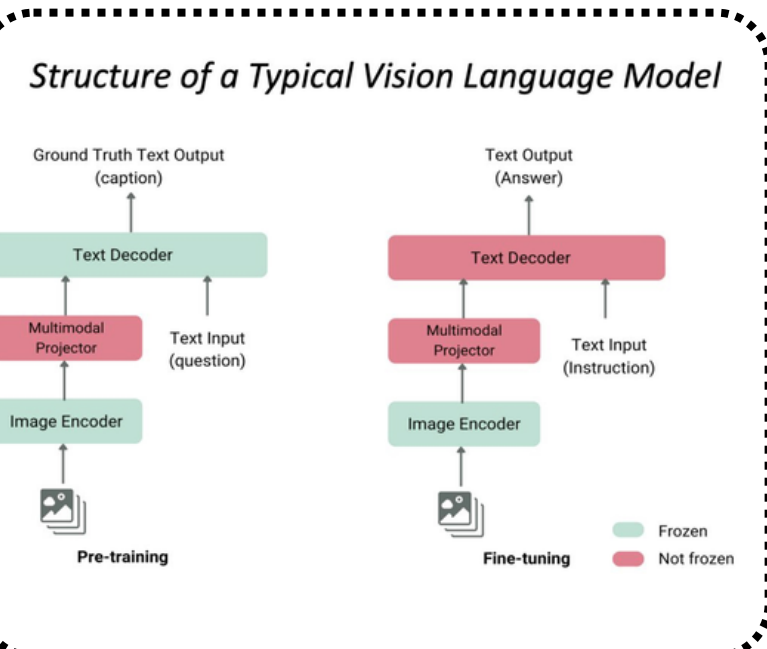 Structure of a Typical Vision Language Model
Ground Truth Text Output
(caption)
Text Decoder
Multimodal
Projector
Text Input
(question)
Image Encoder
Pre-training
Text Output
(Answer)
Text Decoder
Multimodal
Projector
Text Input
(Instruction)
Image Encoder
Fine-tuning
Frozen
Not frozen